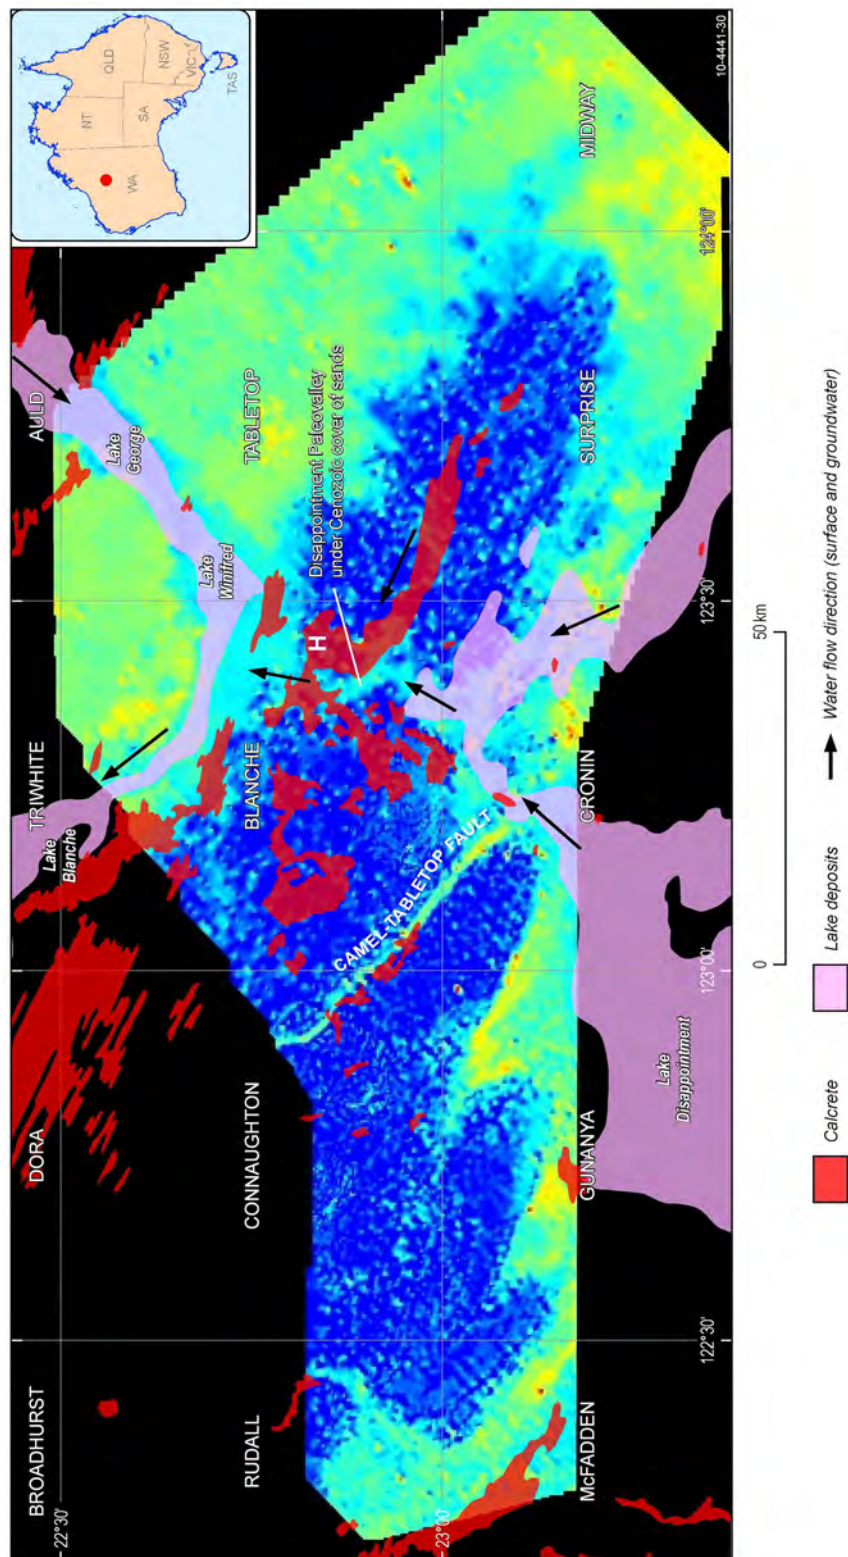 BROADHURST
DORA
TRIWHITE
AULD
22°30'
Lake
Blanche
Lake
George
NT
QLD
WA
SA
NSW
VIC
TAS
Lake
Winifred
RUDALL
CONNAUGHTON
BLANCHE
TABLETOP
H
Disappointment Paleovalley
under Cenozoic cover of sands
CAMEL-TABLETOP FAULT
23°00'
McFADDEN
GUNANYA
CRONIN
SURPRISE
MIDWAY
Lake
Disappointment
122°30'
123°00'
123°30'
124°00'
10-4441-30
0
50 km
Calcrete
Lake deposits
Water flow direction (surface and groundwater)